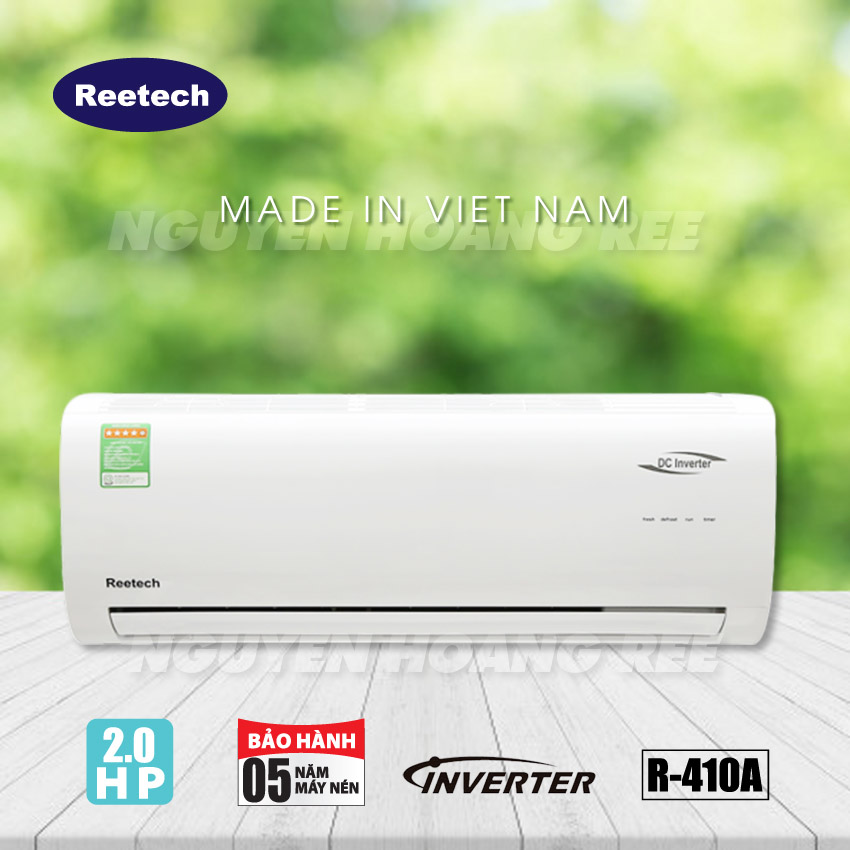 Reetech
MADE IN VIET NAM
NGUYEN HOANG REE
DC Inverter
Reetech
NGUYEN HOANG REE
2.0
HP
BẢO HÀNH
05 NĂM
MÁY NÉN
INVERTER
R-410A